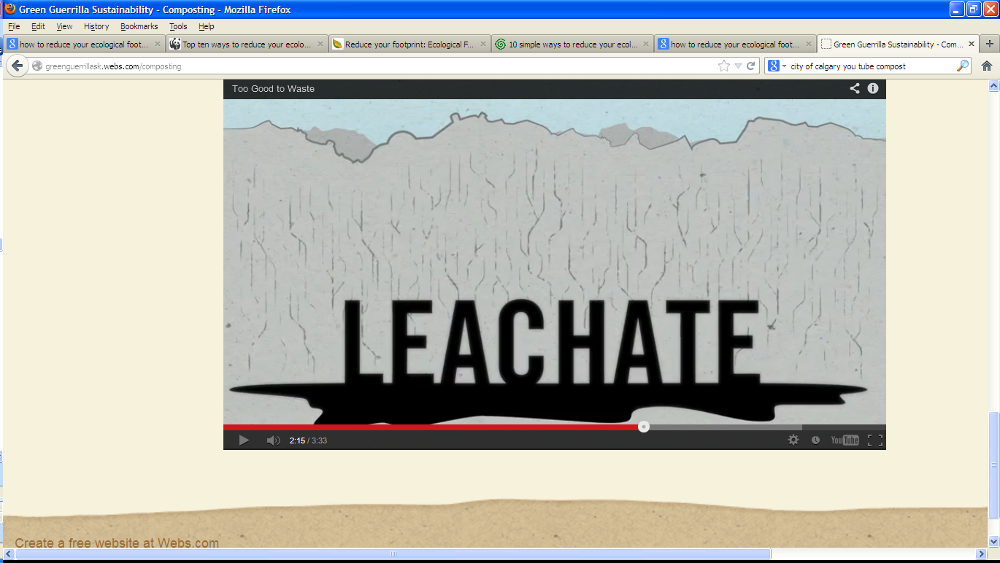 Green Guerrilla Sustainability - Composting - Mozilla Firefox
File Edit View History Bookmarks Tools Help
how to reduce your ecological foot... Top ten ways to reduce your ecolo... Reduce your footprint: Ecological F... 10 simple ways to reduce your ecol... how to reduce your ecological foot... Green Guerrilla Sustainability - Com...
greenguerrillask.webs.com/composting city of calgary you tube compost
Too Good to Waste
LEACHATE
2:15 / 3:33 YouTube
Create a free website at Webs.com